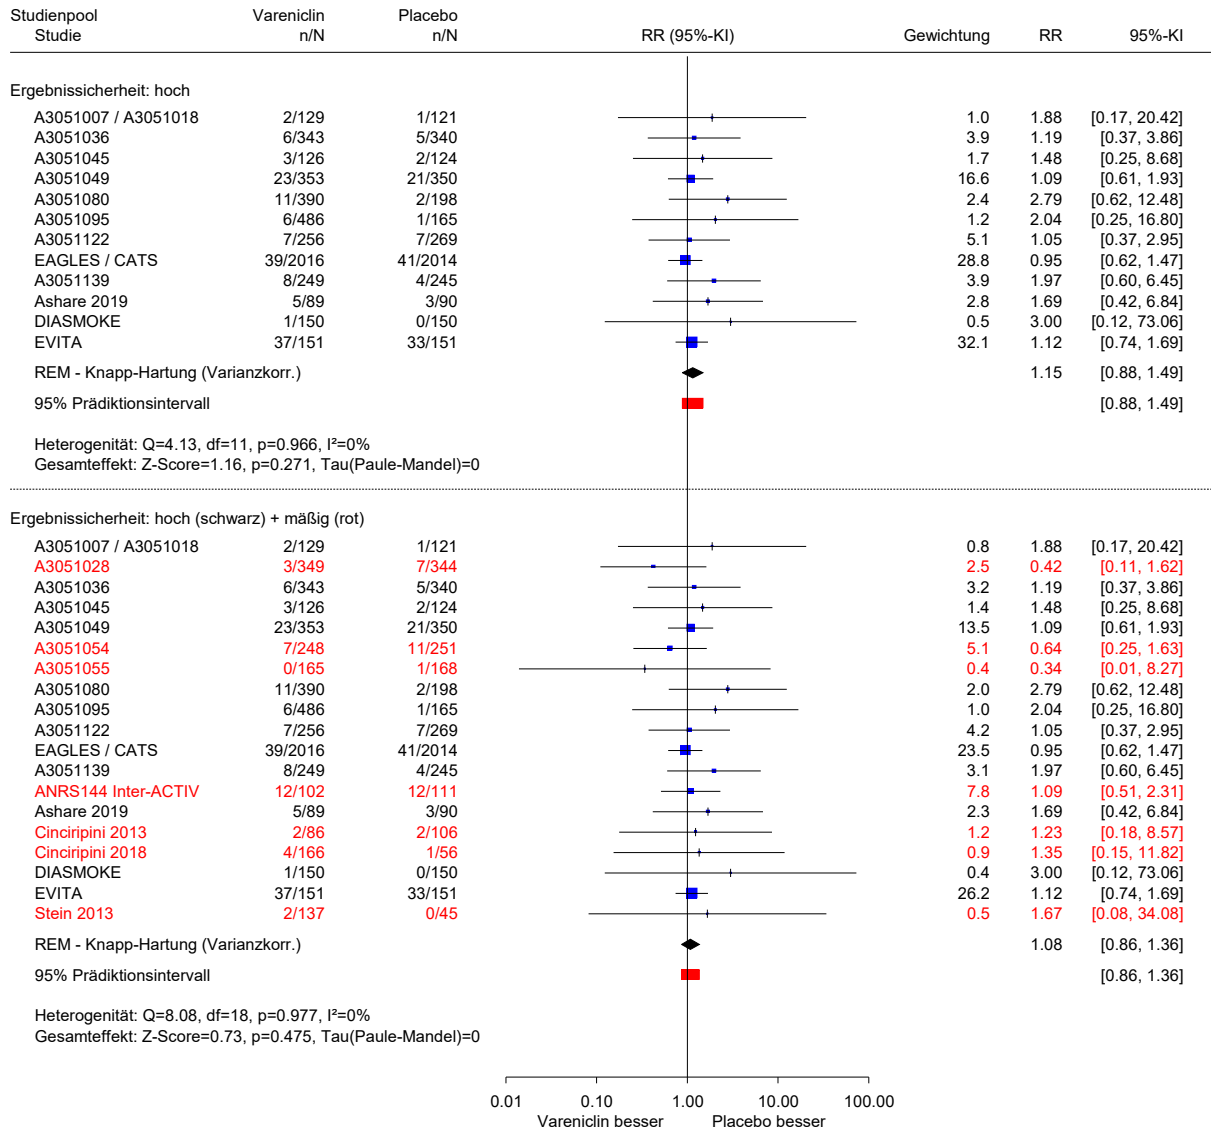 Studienpool Vareniclin Placebo
Studie n/N n/N RR (95%-KI) Gewichtung RR 95%-KI
Ergebnissicherheit: hoch
A3051007 / A3051018 2/129 1/121 1.0 1.88 [0.17, 20.42]
A3051036 6/343 5/340 3.9 1.19 [0.37, 3.86]
A3051045 3/126 2/124 1.7 1.48 [0.25, 8.68]
A3051049 23/353 21/350 16.6 1.09 [0.61, 1.93]
A3051080 11/390 2/198 2.4 2.79 [0.62, 12.48]
A3051095 6/486 1/165 1.2 2.04 [0.25, 16.80]
A3051122 7/256 7/269 5.1 1.05 [0.37, 2.95]
EAGLES / CATS 39/2016 41/2014 28.8 0.95 [0.62, 1.47]
A3051139 8/249 4/245 3.9 1.97 [0.60, 6.45]
Ashare 2019 5/89 3/90 2.8 1.69 [0.42, 6.84]
DIASMOKE 1/150 0/150 0.5 3.00 [0.12, 73.06]
EVITA 37/151 33/151 32.1 1.12 [0.74, 1.69]
REM - Knapp-Hartung (Varianzkorr.) 1.15 [0.88, 1.49]
95% Prädiktionsintervall [0.88, 1.49]
Heterogenität: Q=4.13, df=11, p=0.966, I²=0%
Gesamteffekt: Z-Score=1.16, p=0.271, Tau(Paule-Mandel)=0
Ergebnissicherheit: hoch (schwarz) + mäßig (rot)
A3051007 / A3051018 2/129 1/121 0.8 1.88 [0.17, 20.42]
A3051028 3/349 7/344 2.5 0.42 [0.11, 1.62]
A3051036 6/343 5/340 3.2 1.19 [0.37, 3.86]
A3051045 3/126 2/124 1.4 1.48 [0.25, 8.68]
A3051049 23/353 21/350 13.5 1.09 [0.61, 1.93]
A3051054 7/248 11/251 5.1 0.64 [0.25, 1.63]
A3051055 0/165 1/168 0.4 0.34 [0.01, 8.27]
A3051080 11/390 2/198 2.0 2.79 [0.62, 12.48]
A3051095 6/486 1/165 1.0 2.04 [0.25, 16.80]
A3051122 7/256 7/269 4.2 1.05 [0.37, 2.95]
EAGLES / CATS 39/2016 41/2014 23.5 0.95 [0.62, 1.47]
A3051139 8/249 4/245 3.1 1.97 [0.60, 6.45]
ANRS144 Inter-ACTIV 12/102 12/111 7.8 1.09 [0.51, 2.31]
Ashare 2019 5/89 3/90 2.3 1.69 [0.42, 6.84]
Cinciripini 2013 2/86 2/106 1.2 1.23 [0.18, 8.57]
Cinciripini 2018 4/166 1/56 0.9 1.35 [0.15, 11.82]
DIASMOKE 1/150 0/150 0.4 3.00 [0.12, 73.06]
EVITA 37/151 33/151 26.2 1.12 [0.74, 1.69]
Stein 2013 2/137 0/45 0.5 1.67 [0.08, 34.08]
REM - Knapp-Hartung (Varianzkorr.) 1.08 [0.86, 1.36]
95% Prädiktionsintervall [0.86, 1.36]
Heterogenität: Q=8.08, df=18, p=0.977, I²=0%
Gesamteffekt: Z-Score=0.73, p=0.475, Tau(Paule-Mandel)=0
0.01 0.10 1.00 10.00 100.00
Vareniclin besser Placebo besser